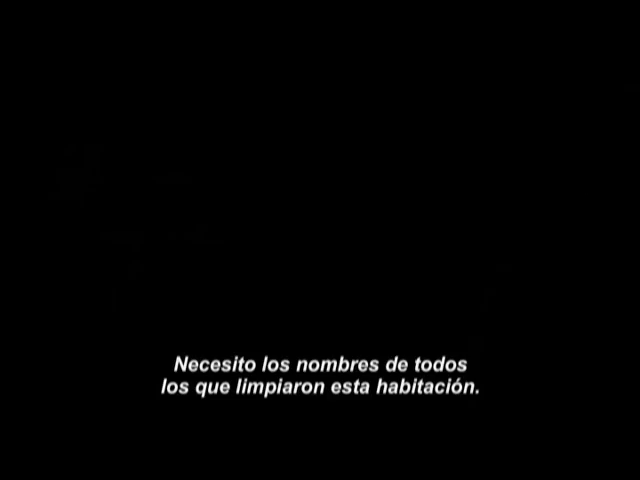 Necesito los nombres de todos
los que limpiaron esta habitación.